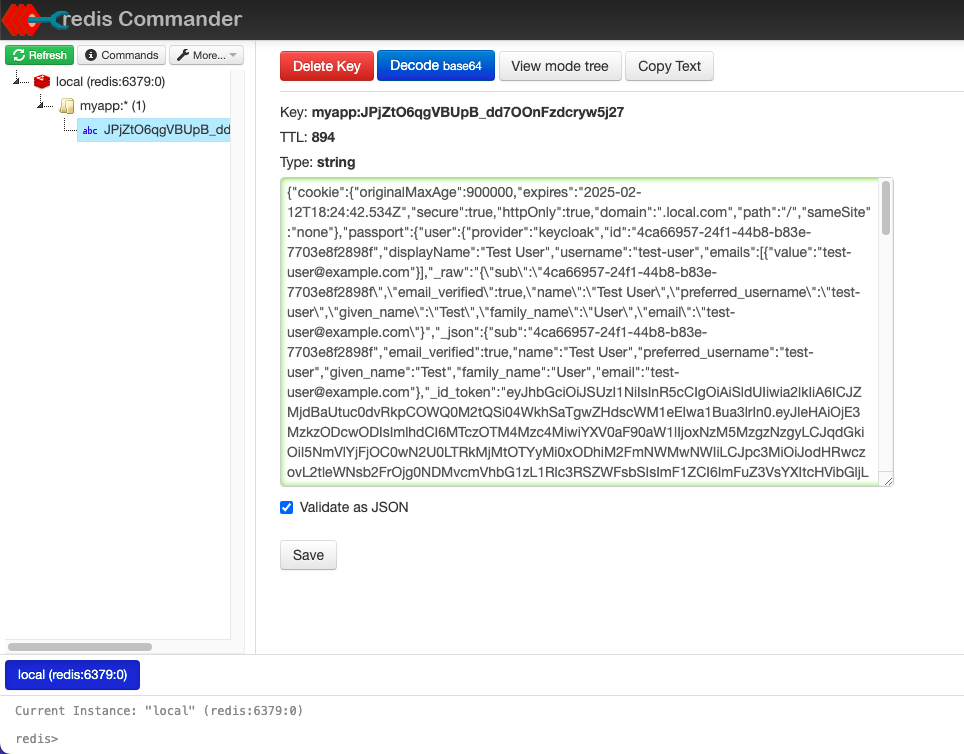 redis Commander
Refresh Commands More...
local (redis:6379:0)
myapp:* (1)
abc JPjZtO6qgVBUpB_dd
Delete Key Decode base64 View mode tree Copy Text
Key: myapp:JPjZtO6qgVBUpB_dd7OOnFzdcryw5j27
TTL: 894
Type: string
{"cookie":{"originalMaxAge":900000,"expires":"2025-02-
12T18:24:42.534Z","secure":true,"httpOnly":true,"domain":".local.com","path":"/","sameSite"
:"none"},"passport":{"user":{"provider":"keycloak","id":"4ca66957-24f1-44b8-b83e-
7703e8f2898f","displayName":"Test User","username":"test-user","emails":[{"value":"test-
user@example.com"}],"_raw":"{\"sub\":\"4ca66957-24f1-44b8-b83e-
7703e8f2898f\",\"email_verified\":true,\"name\":\"Test User\",\"preferred_username\":\"test-
user\",\"given_name\":\"Test\",\"family_name\":\"User\",\"email\":\"test-
user@example.com\"}","_json":{"sub":"4ca66957-24f1-44b8-b83e-
7703e8f2898f","email_verified":true,"name":"Test User","preferred_username":"test-
user","given_name":"Test","family_name":"User","email":"test-
user@example.com"},"_id_token":"eyJhbGciOiJSUzI1NiIsInR5cCIgOiAiSldUIiwia2lkIiA6ICJZ
Validate as JSON
Save
local (redis:6379:0)
Current Instance: "local" (redis:6379:0)
redis>